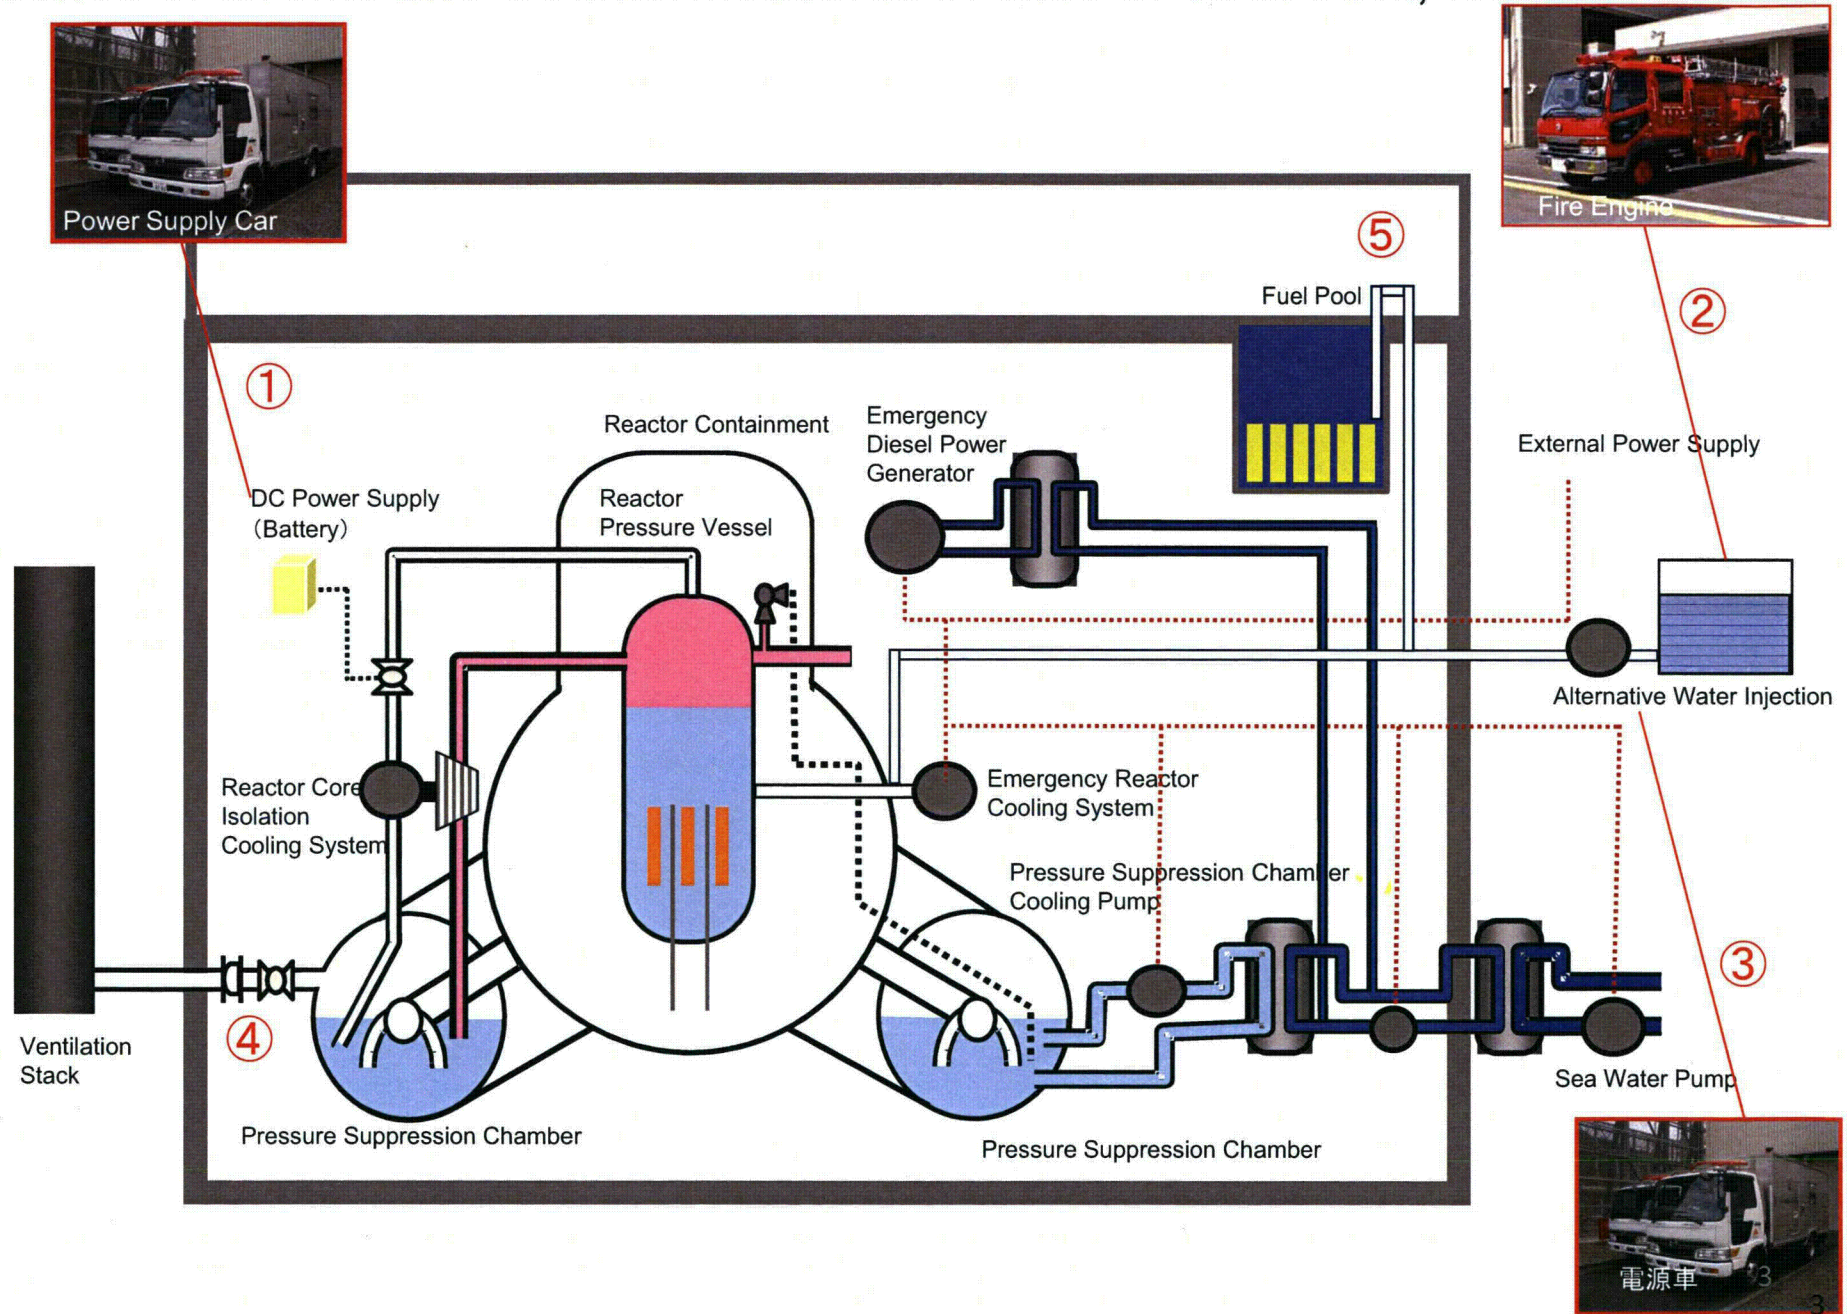 Power Supply Car
Fire Engine
⑤
Fuel Pool
②
①
Reactor Containment
Emergency
Diesel Power
Generator
External Power Supply
DC Power Supply
（Battery）
Reactor
Pressure Vessel
Alternative Water Injection
Reactor Core
Isolation
Cooling System
Emergency Reactor
Cooling System
Pressure Suppression Chamber
Cooling Pump
③
④
Ventilation
Stack
Sea Water Pump
Pressure Suppression Chamber
Pressure Suppression Chamber
電源車
3
3